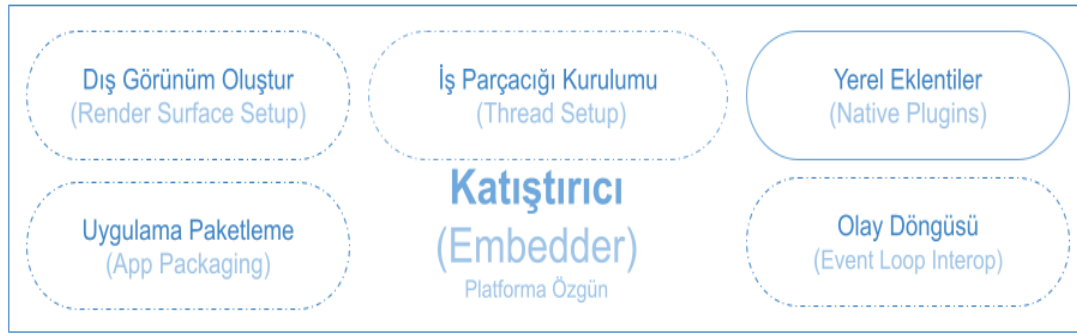 Dış Görünüm Oluştur
(Render Surface Setup)
İş Parçacığı Kurulumu
(Thread Setup)
Yerel Eklentiler
(Native Plugins)
Katıştırıcı
(Embedder)
Platforma Özgün
Uygulama Paketleme
(App Packaging)
Olay Döngüsü
(Event Loop Interop)